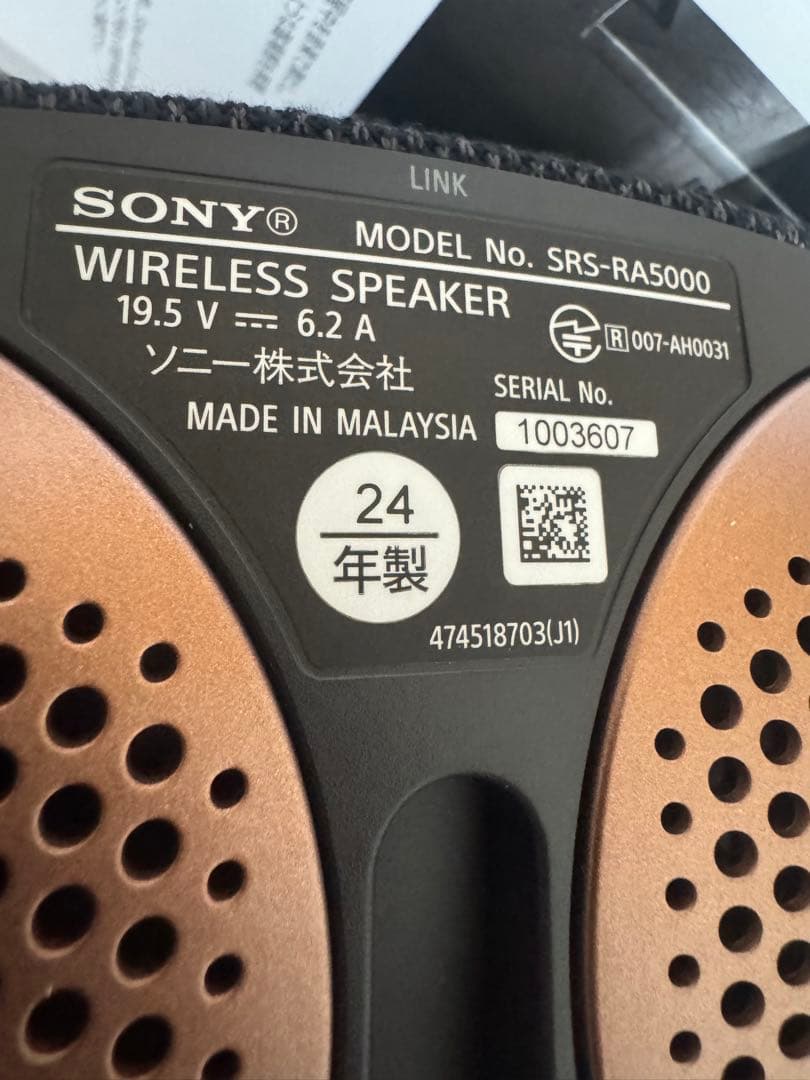 LINK
SONY®
MODEL No. SRS-RA5000
WIRELESS SPEAKER
19.5 V ⎓ 6.2 A
R 007-AH0031
ソニー株式会社
SERIAL No.
MADE IN MALAYSIA
1003607
24
年製
474518703(J1)